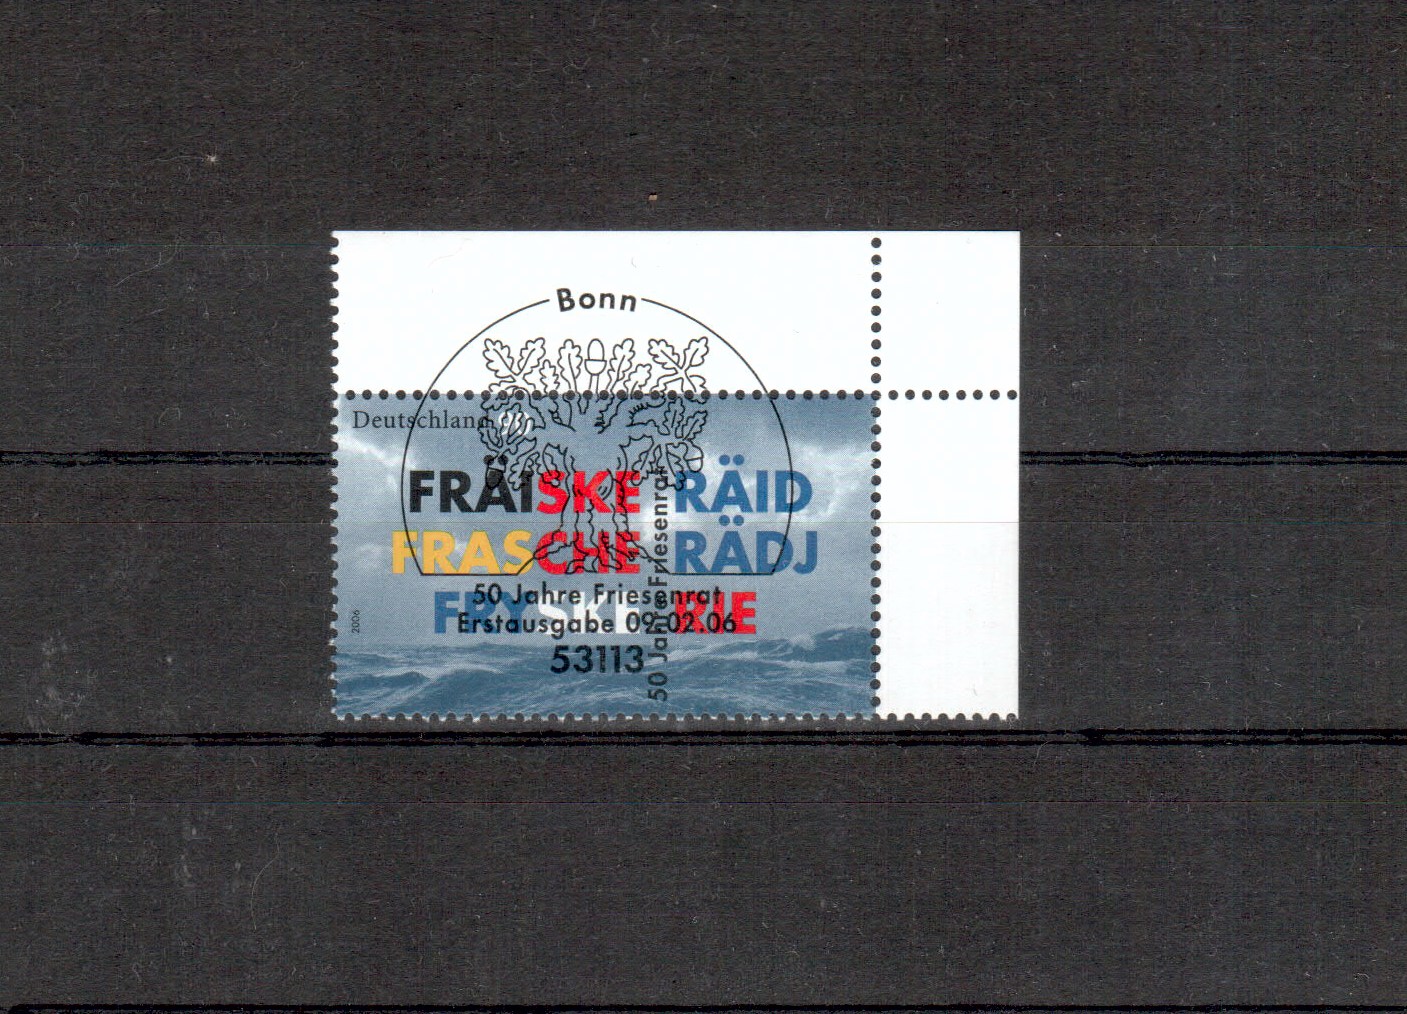 Bonn
Deutschland
FRÄISKE RÄID
FRASCHE RÄDJ
FRYSKE RIE
50 Jahre Friesenrat
Erstausgabe 09.02.06
53113
50 Jahre Friesenrat
2006